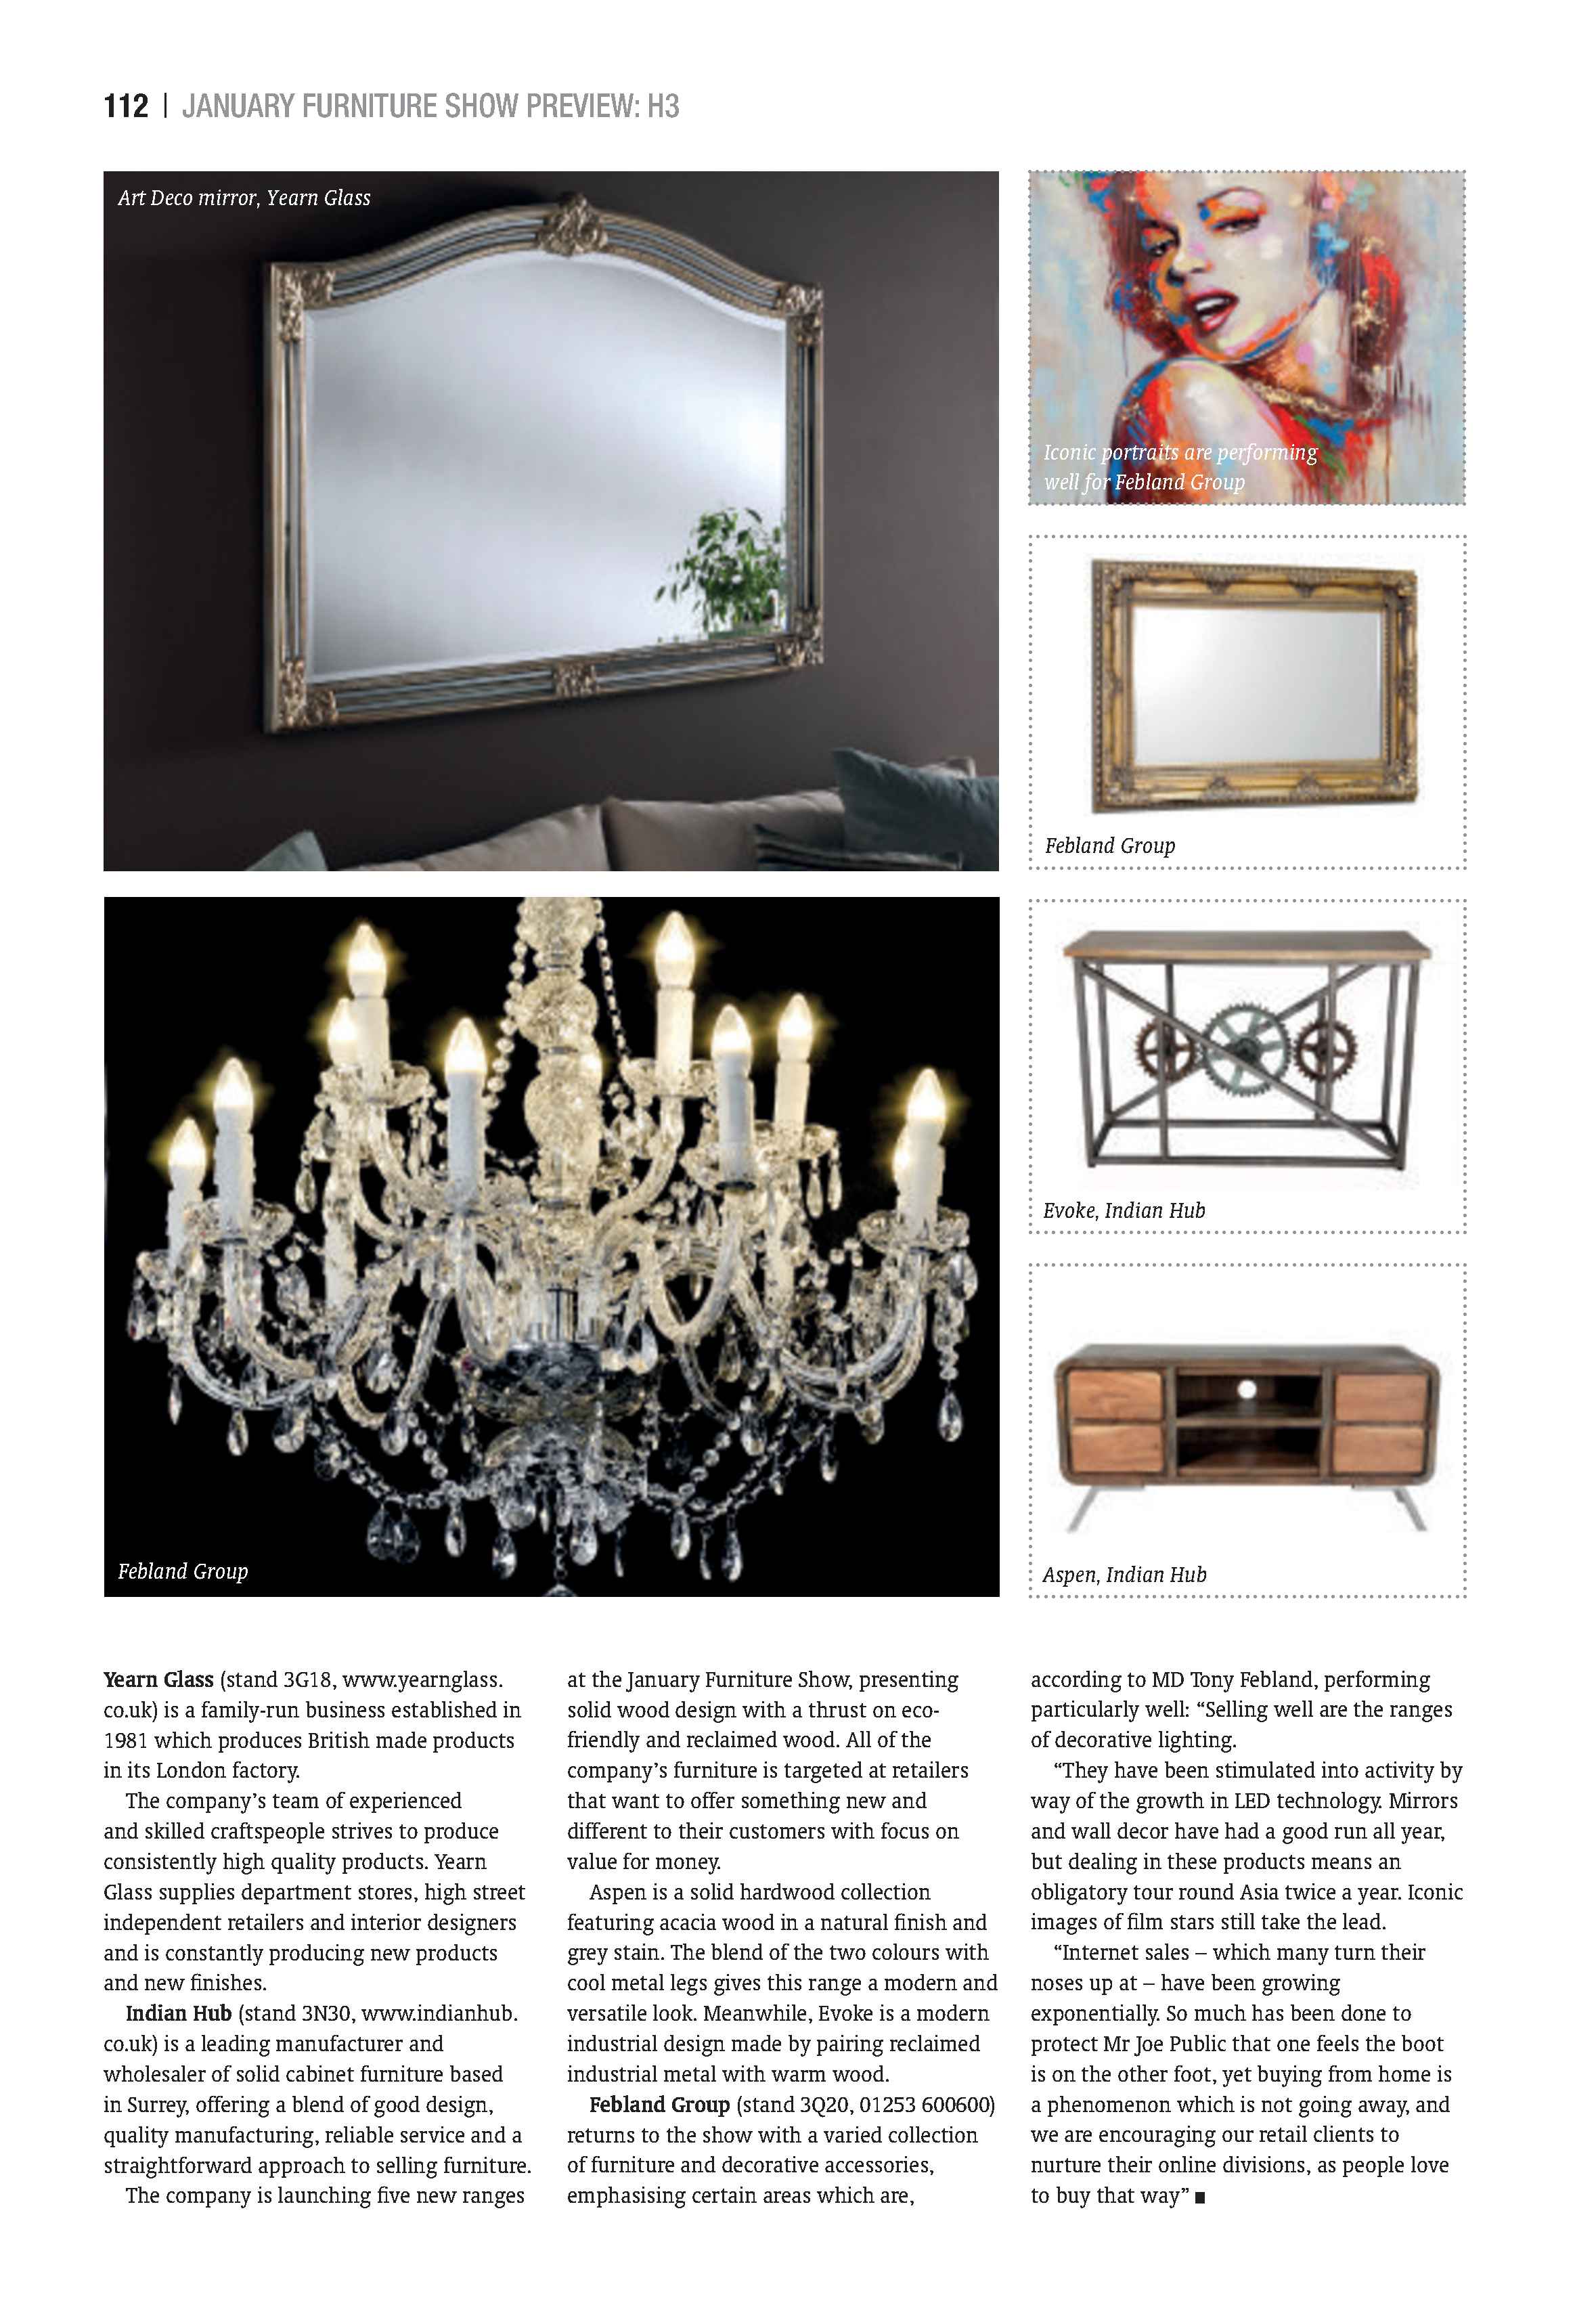 112 | JANUARY FURNITURE SHOW PREVIEW: H3
Art Deco mirror, Yearn Glass
Iconic portraits are performing
well for Febland Group
Febland Group
Evoke, Indian Hub
Febland Group
Aspen, Indian Hub
Yearn Glass (stand 3G18, www.yearnglass.
co.uk) is a family-run business established in
1981 which produces British made products
in its London factory.
The company’s team of experienced
and skilled craftspeople strives to produce
consistently high quality products. Yearn
Glass supplies department stores, high street
independent retailers and interior designers
and is constantly producing new products
and new finishes.
Indian Hub (stand 3N30, www.indianhub.
co.uk) is a leading manufacturer and
wholesaler of solid cabinet furniture based
in Surrey, offering a blend of good design,
quality manufacturing, reliable service and a
straightforward approach to selling furniture.
The company is launching five new ranges
at the January Furniture Show, presenting
solid wood design with a thrust on eco-
friendly and reclaimed wood. All of the
company’s furniture is targeted at retailers
that want to offer something new and
different to their customers with focus on
value for money.
Aspen is a solid hardwood collection
featuring acacia wood in a natural finish and
grey stain. The blend of the two colours with
cool metal legs gives this range a modern and
versatile look. Meanwhile, Evoke is a modern
industrial design made by pairing reclaimed
industrial metal with warm wood.
Febland Group (stand 3Q20, 01253 600600)
returns to the show with a varied collection
of furniture and decorative accessories,
emphasising certain areas which are,
according to MD Tony Febland, performing
particularly well: “Selling well are the ranges
of decorative lighting.
“They have been stimulated into activity by
way of the growth in LED technology. Mirrors
and wall decor have had a good run all year,
but dealing in these products means an
obligatory tour round Asia twice a year. Iconic
images of film stars still take the lead.
“Internet sales – which many turn their
noses up at – have been growing
exponentially. So much has been done to
protect Mr Joe Public that one feels the boot
is on the other foot, yet buying from home is
a phenomenon which is not going away, and
we are encouraging our retail clients to
nurture their online divisions, as people love
to buy that way” ■